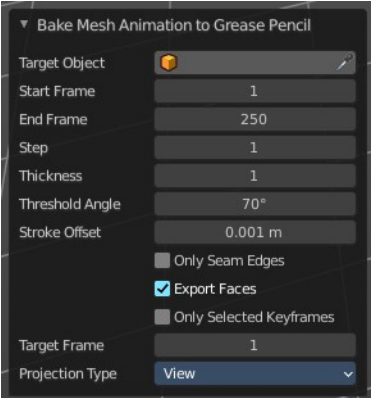 Bake Mesh Animation to Grease Pencil
Target Object
Start Frame 1
End Frame 250
Step 1
Thickness 1
Threshold Angle 70°
Stroke Offset 0.001 m
Only Seam Edges
Export Faces
Only Selected Keyframes
Target Frame 1
Projection Type View